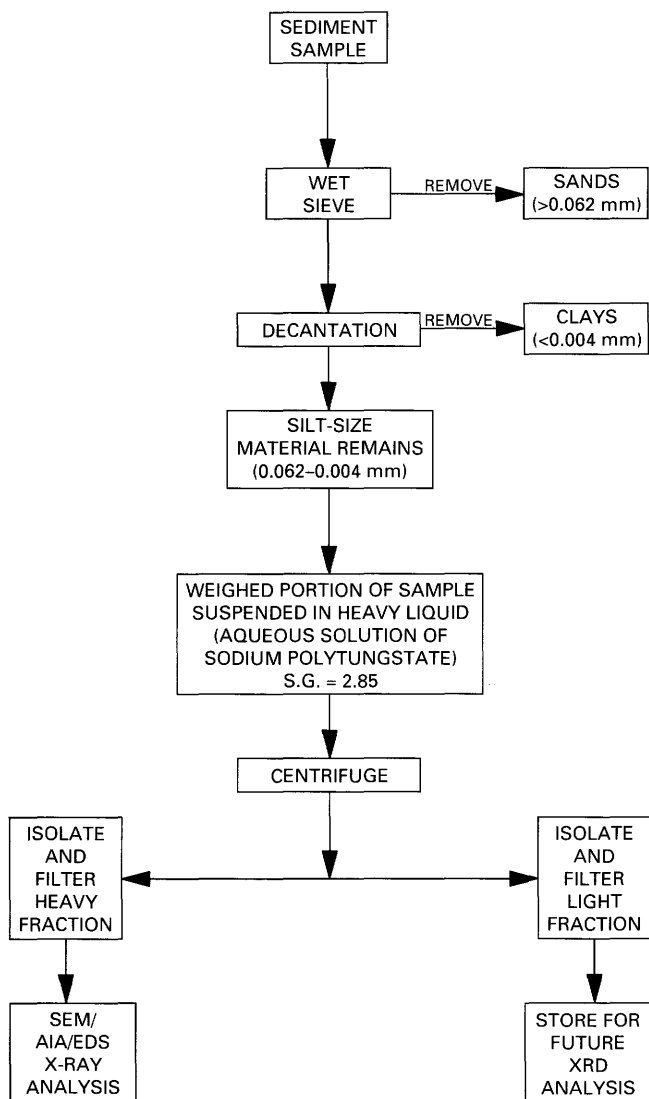 SEDIMENT
SAMPLE
WET
SIEVE
REMOVE
SANDS
(>0.062 mm)
DECANTATION
REMOVE
CLAYS
(<0.004 mm)
SILT-SIZE
MATERIAL REMAINS
(0.062–0.004 mm)
WEIGHED PORTION OF SAMPLE
SUSPENDED IN HEAVY LIQUID
(AQUEOUS SOLUTION OF
SODIUM POLYTUNGSTATE)
S.G. = 2.85
CENTRIFUGE
ISOLATE
AND
FILTER
HEAVY
FRACTION
ISOLATE
AND
FILTER
LIGHT
FRACTION
SEM/
AIA/EDS
X-RAY
ANALYSIS
STORE FOR
FUTURE
XRD
ANALYSIS